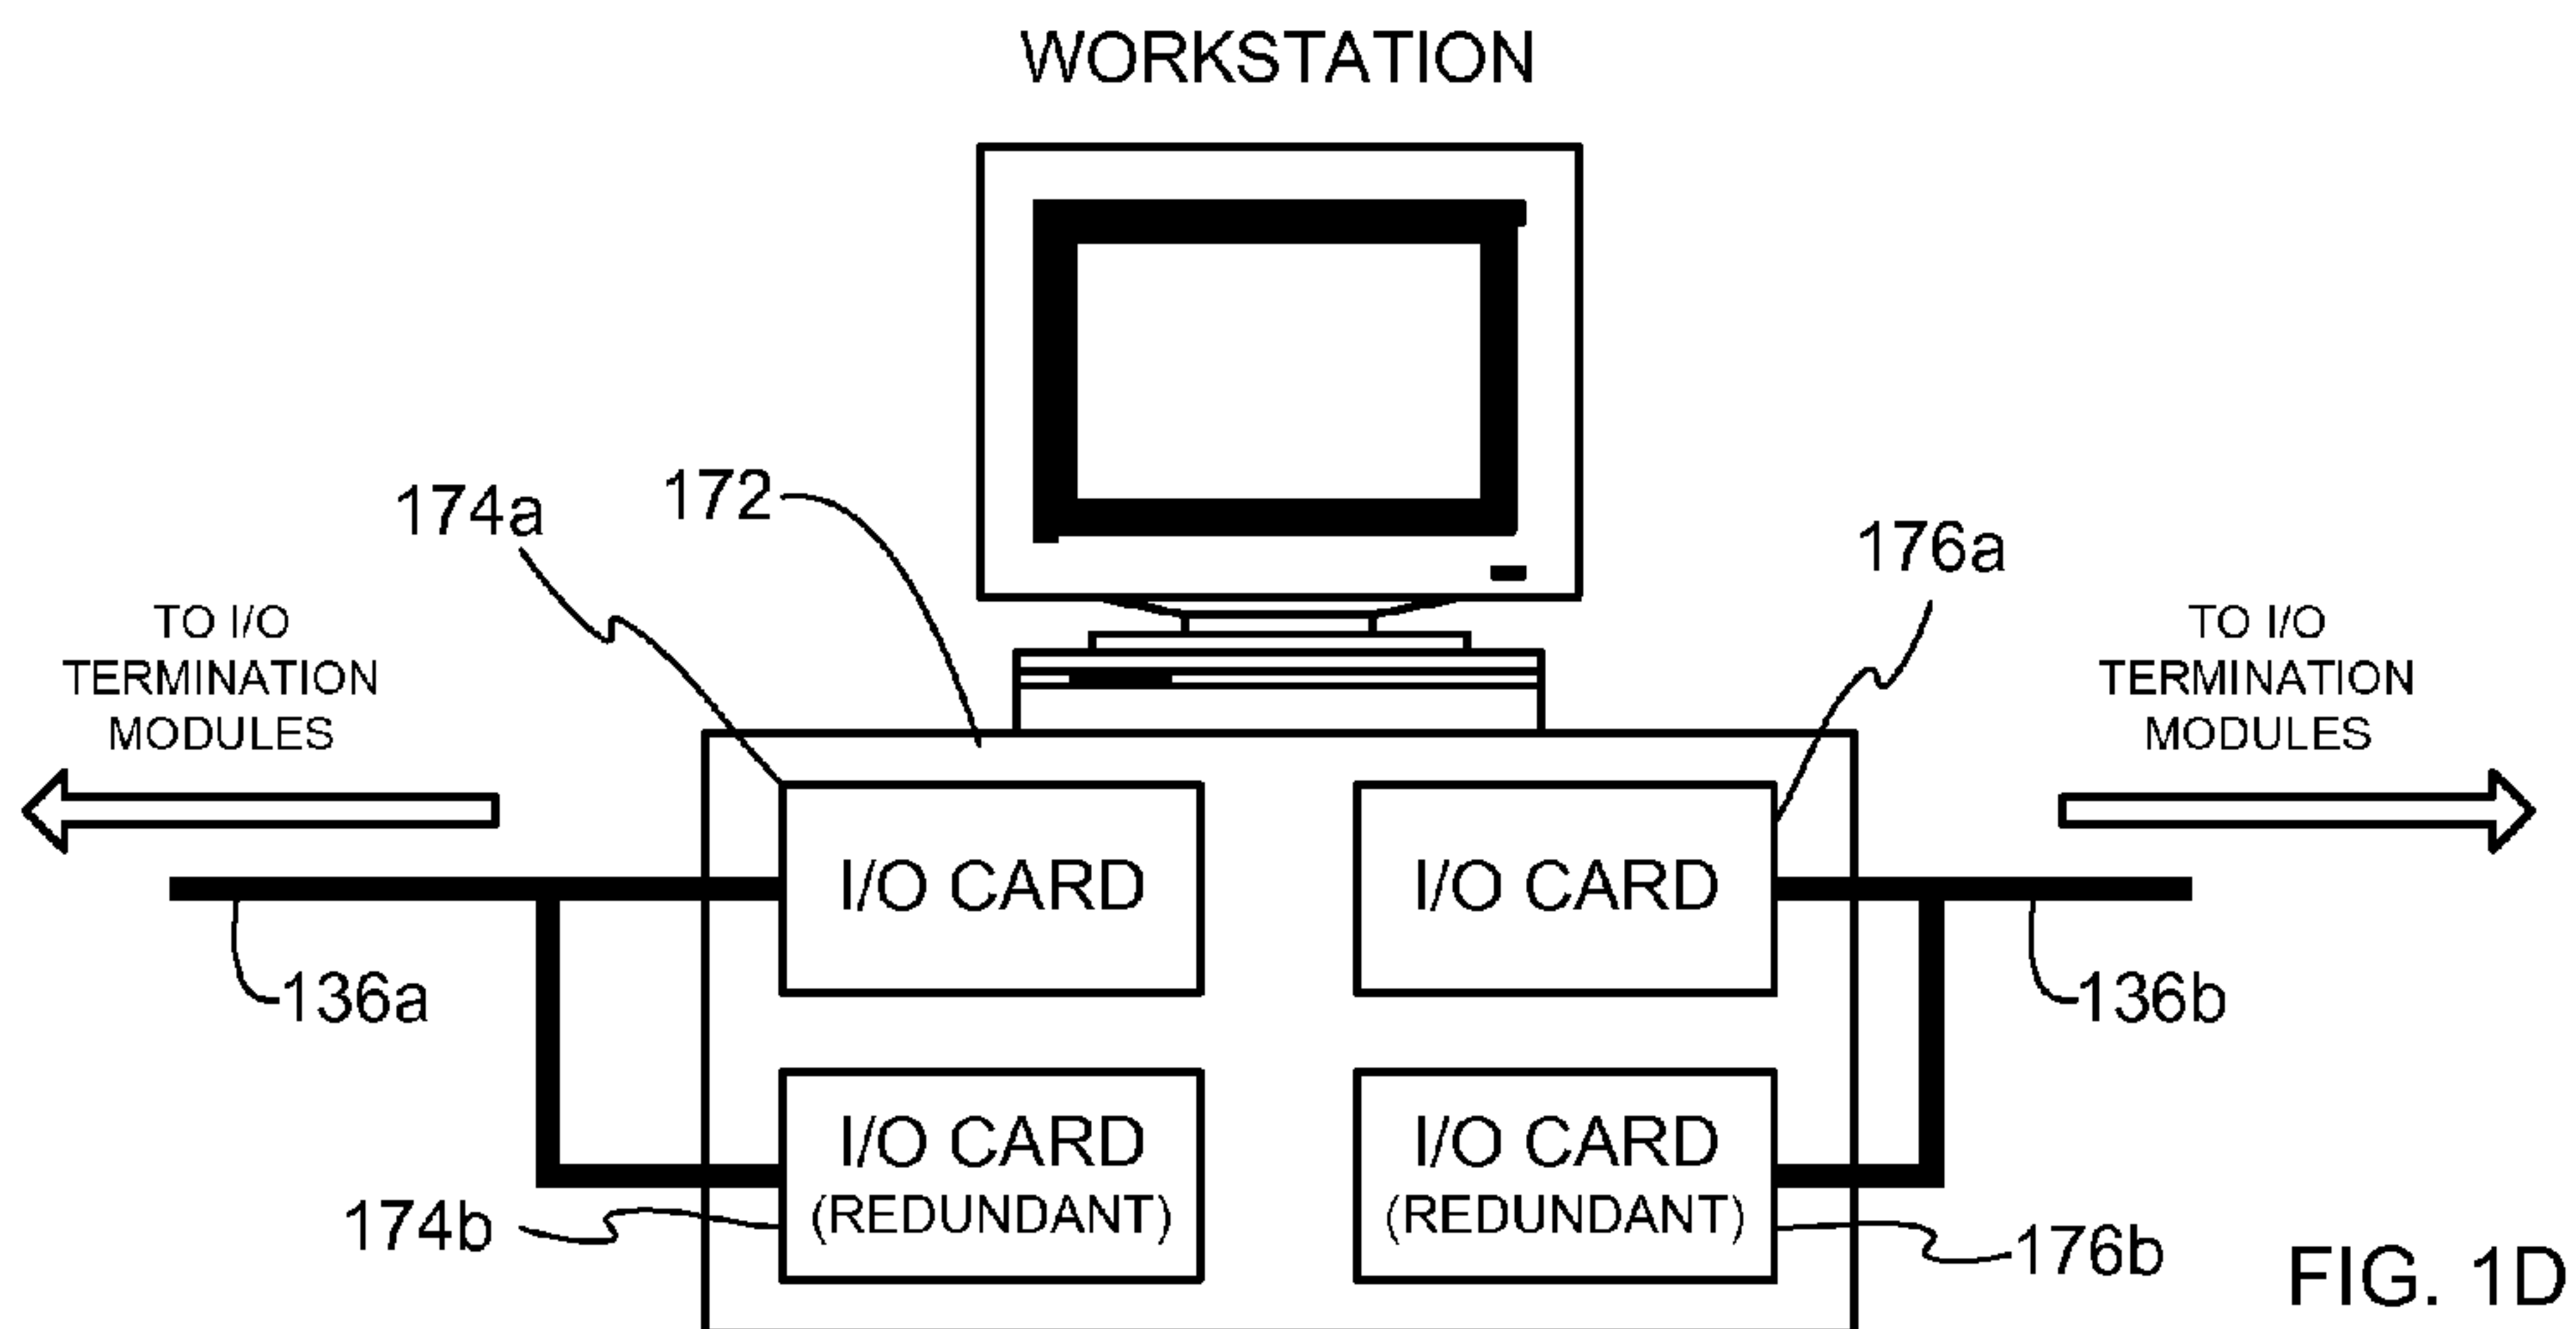 WORKSTATION
174a
172
176a
TO I/O
TERMINATION
MODULES
TO I/O
TERMINATION
MODULES
I/O CARD
I/O CARD
136a
136b
I/O CARD
(REDUNDANT)
I/O CARD
(REDUNDANT)
174b
176b
FIG. 1D